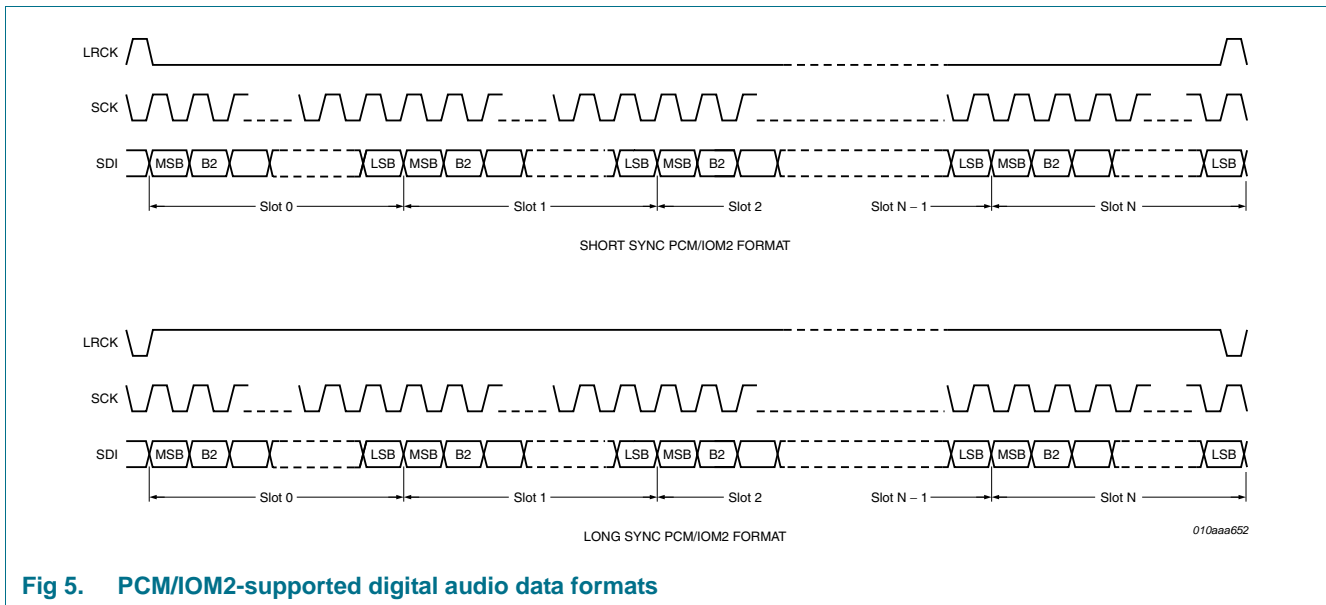 LRCK
SCK
SDI MSB B2 LSB MSB B2 LSB MSB B2 LSB MSB B2 LSB
Slot 0 Slot 1 Slot 2 Slot N − 1 Slot N
SHORT SYNC PCM/IOM2 FORMAT
LRCK
SCK
SDI MSB B2 LSB MSB B2 LSB MSB B2 LSB MSB B2 LSB
Slot 0 Slot 1 Slot 2 Slot N − 1 Slot N
LONG SYNC PCM/IOM2 FORMAT
010aaa652
Fig 5. PCM/IOM2-supported digital audio data formats